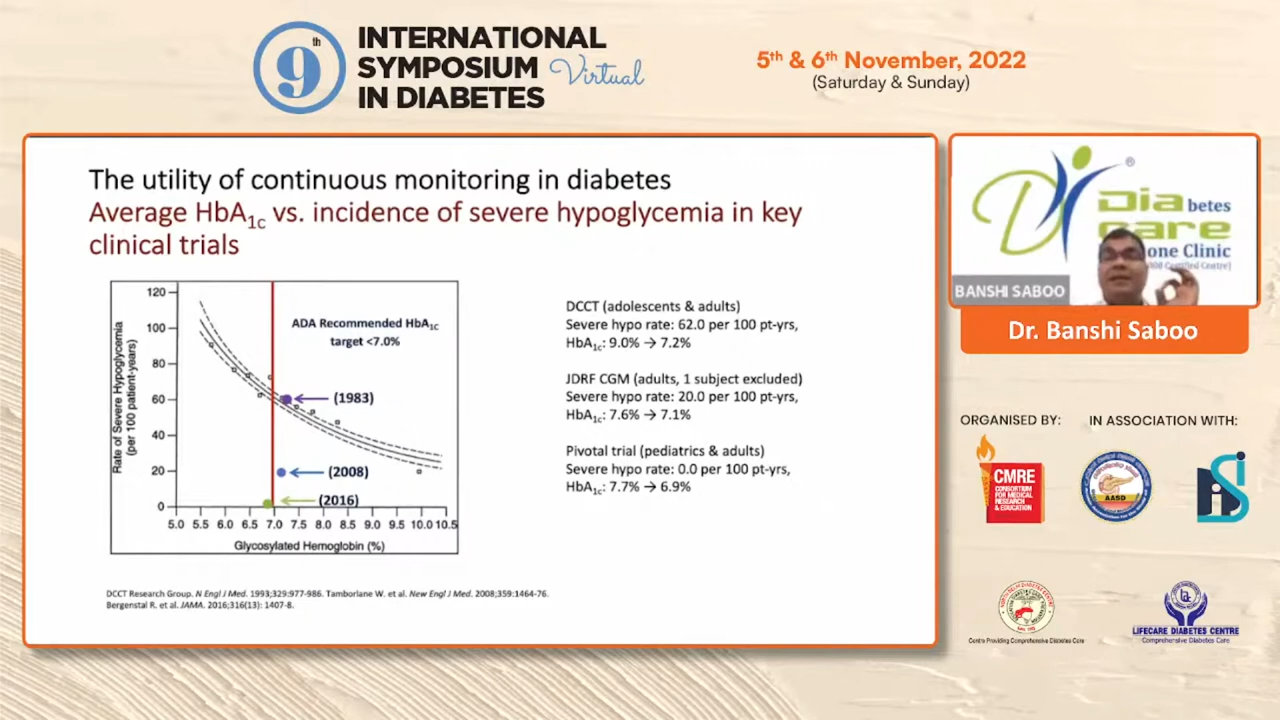 9th
INTERNATIONAL
SYMPOSIUM Virtual
IN DIABETES
5th & 6th November, 2022
(Saturday & Sunday)
The utility of continuous monitoring in diabetes
Average HbA1c vs. incidence of severe hypoglycemia in key
clinical trials
Rate of Severe Hypoglycemia
(per 100 patient-years)
120
100
80
60
40
20
0
ADA Recommended HbA1c
target <7.0%
(1983)
(2008)
(2016)
5.0 5.5 6.0 6.5 7.0 7.5 8.0 8.5 9.0 9.5 10.0 10.5
Glycosylated Hemoglobin (%)
DCCT (adolescents & adults)
Severe hypo rate: 62.0 per 100 pt-yrs,
HbA1c: 9.0% → 7.2%
JDRF CGM (adults, 1 subject excluded)
Severe hypo rate: 20.0 per 100 pt-yrs,
HbA1c: 7.6% → 7.1%
Pivotal trial (pediatrics & adults)
Severe hypo rate: 0.0 per 100 pt-yrs,
HbA1c: 7.7% → 6.9%
DCCT Research Group. N Engl J Med. 1993;329:977-986. Tamborlane W. et al. New Engl J Med. 2008;359:1464-76.
Bergenstal R. et al. JAMA. 2016;316(13): 1407-8.
®
Dia betes
care
one Clinic
BANSHI SABOO
Dr. Banshi Saboo
ORGANISED BY:
IN ASSOCIATION WITH:
CMRE
CONSORTIUM
FOR MEDICAL
RESEARCH
& EDUCATION
AASD
Centre Providing Comprehensive Diabetes Care
LIFECARE DIABETES CENTRE
Comprehensive Diabetes Care